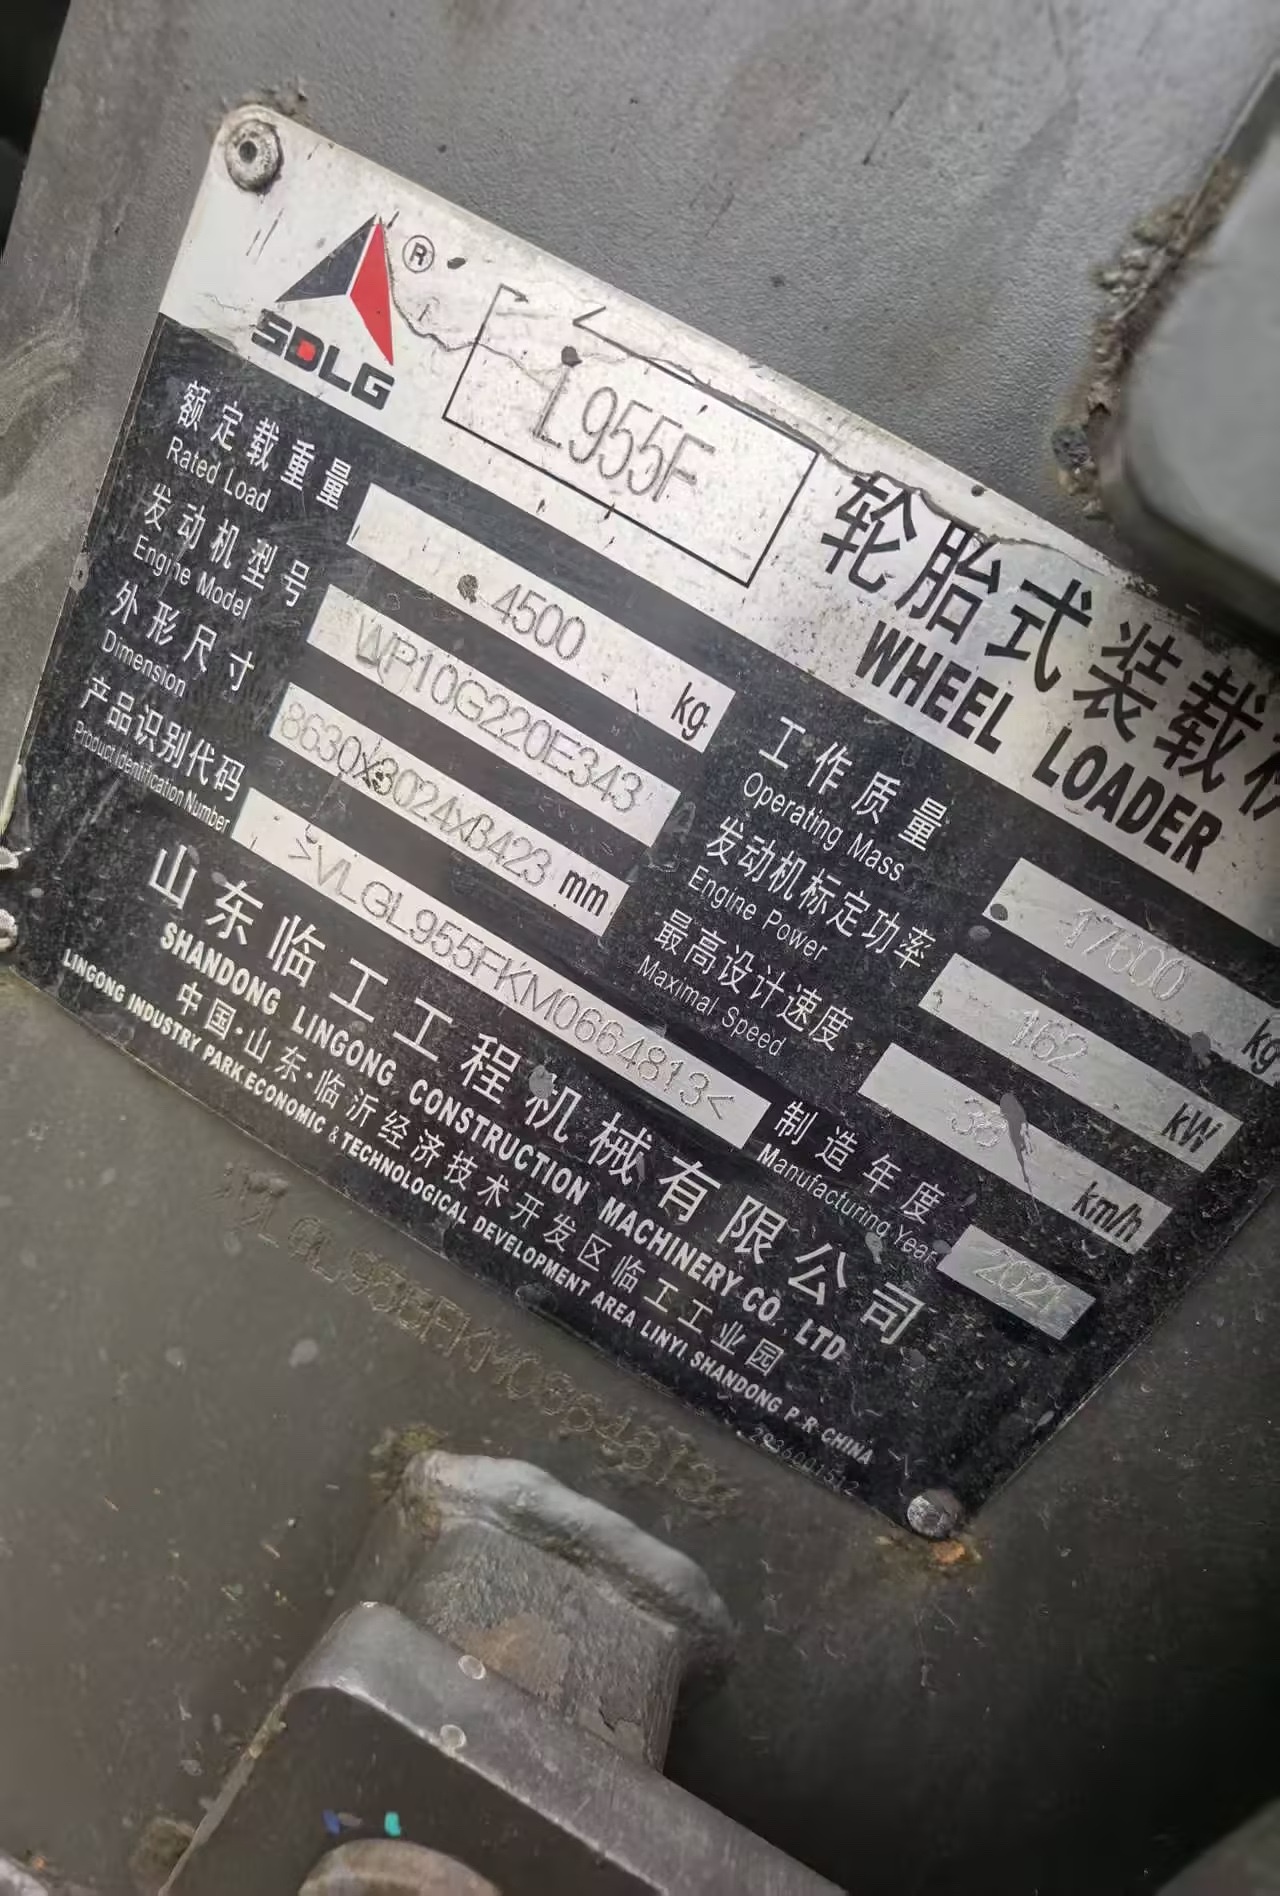 SDLG ®
L955F
轮胎式装载机
WHEEL LOADER
额定载重量 4500 kg
Rated Load
发动机型号 WP10G220E343
Engine Model
外形尺寸 8630x3024x3423 mm
Dimension
产品识别代码 >VLGL955FKM0664813<
Product Identification Number
工作质量 17600 kg
Operating Mass
发动机标定功率 162 kW
Engine Power
最高设计速度 38 km/h
Maximal Speed
制造年度 2021
Manufacturing Year
山东临工工程机械有限公司
SHANDONG LINGONG CONSTRUCTION MACHINERY CO., LTD
中国·山东·临沂经济技术开发区临工工业园
LINGONG INDUSTRY PARK.ECONOMIC & TECHNOLOGICAL DEVELOPMENT AREA LINYI SHANDONG P.R.CHINA
VLGL955FKM0664813